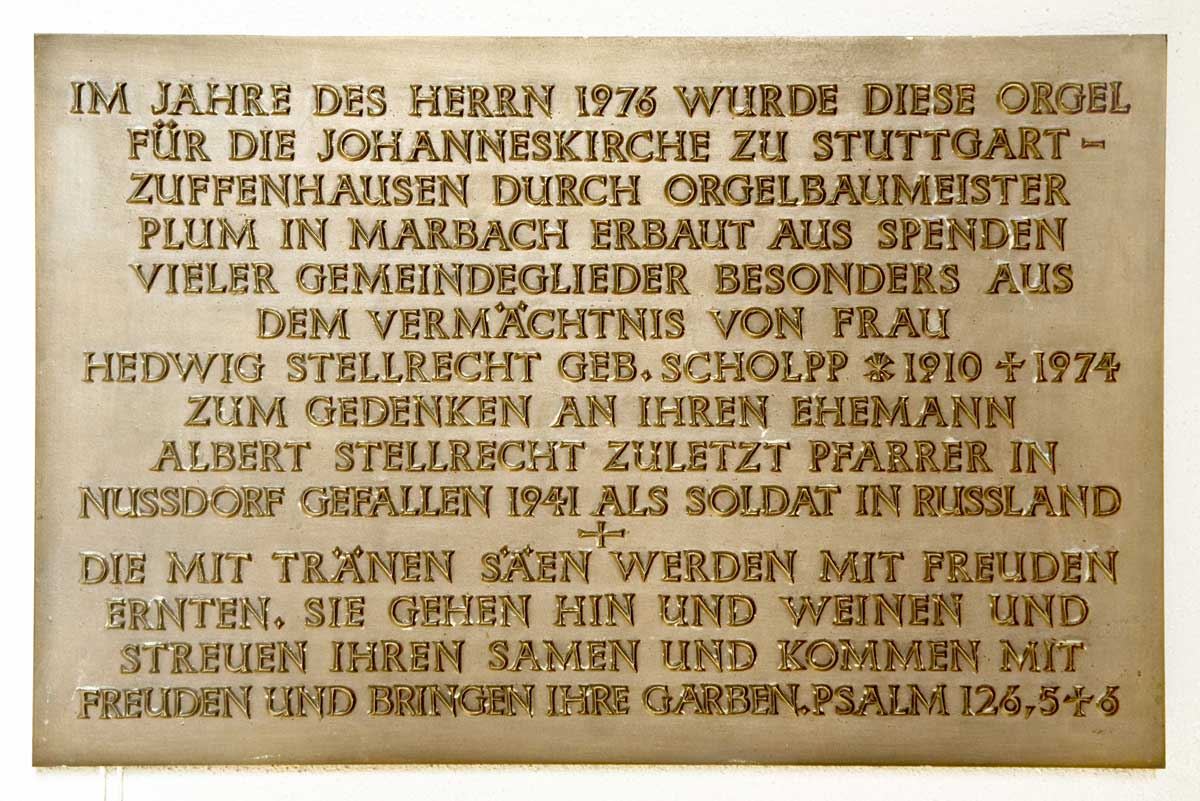 IM JAHRE DES HERRN 1976 WURDE DIESE ORGEL
FÜR DIE JOHANNESKIRCHE ZU STUTTGART -
ZUFFENHAUSEN DURCH ORGELBAUMEISTER
PLUM IN MARBACH ERBAUT AUS SPENDEN
VIELER GEMEINDEGLIEDER BESONDERS AUS
DEM VERMÄCHTNIS VON FRAU
HEDWIG STELLRECHT GEB. SCHOLPP * 1910 ✝ 1974
ZUM GEDENKEN AN IHREN EHEMANN
ALBERT STELLRECHT ZULETZT PFARRER IN
NUSSDORF GEFALLEN 1941 ALS SOLDAT IN RUSSLAND
✝
DIE MIT TRÄNEN SÄEN WERDEN MIT FREUDEN
ERNTEN. SIE GEHEN HIN UND WEINEN UND
STREUEN IHREN SAMEN UND KOMMEN MIT
FREUDEN UND BRINGEN IHRE GARBEN. PSALM 126,5+6